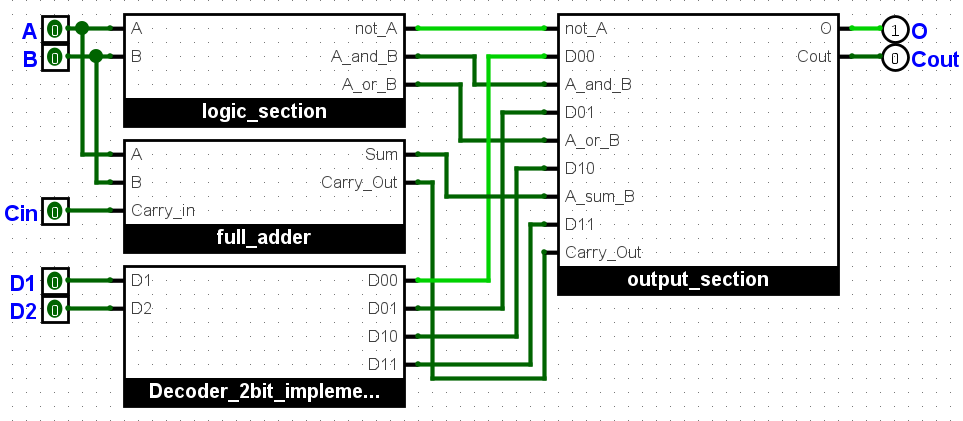 A 0 A not_A not_A O 1 O
B 0 B A_and_B D00 Cout 0 Cout
A_or_B A_and_B
logic_section D01
A_or_B
A Sum D10
B Carry_Out A_sum_B
Cin 0 Carry_in D11
full_adder Carry_Out
output_section
D1 0 D1 D00
D2 0 D2 D01
D10
D11
Decoder_2bit_impleme...